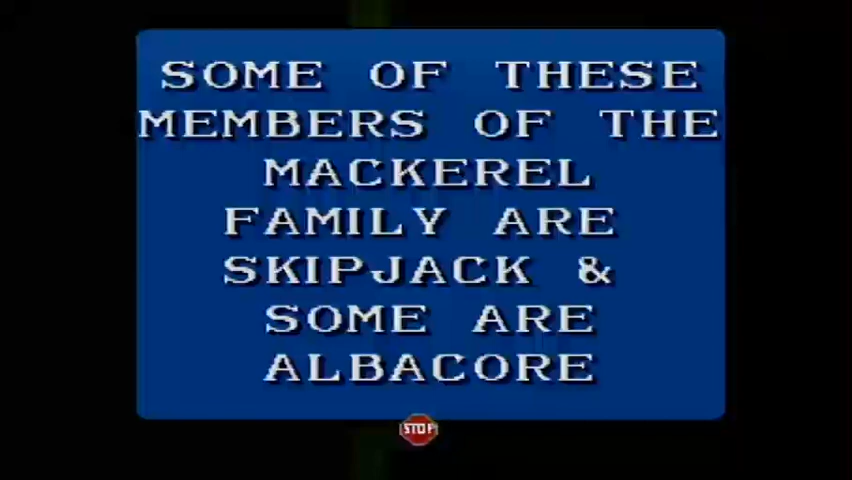 SOME OF THESE
MEMBERS OF THE
MACKEREL
FAMILY ARE
SKIPJACK &
SOME ARE
ALBACORE
STOP